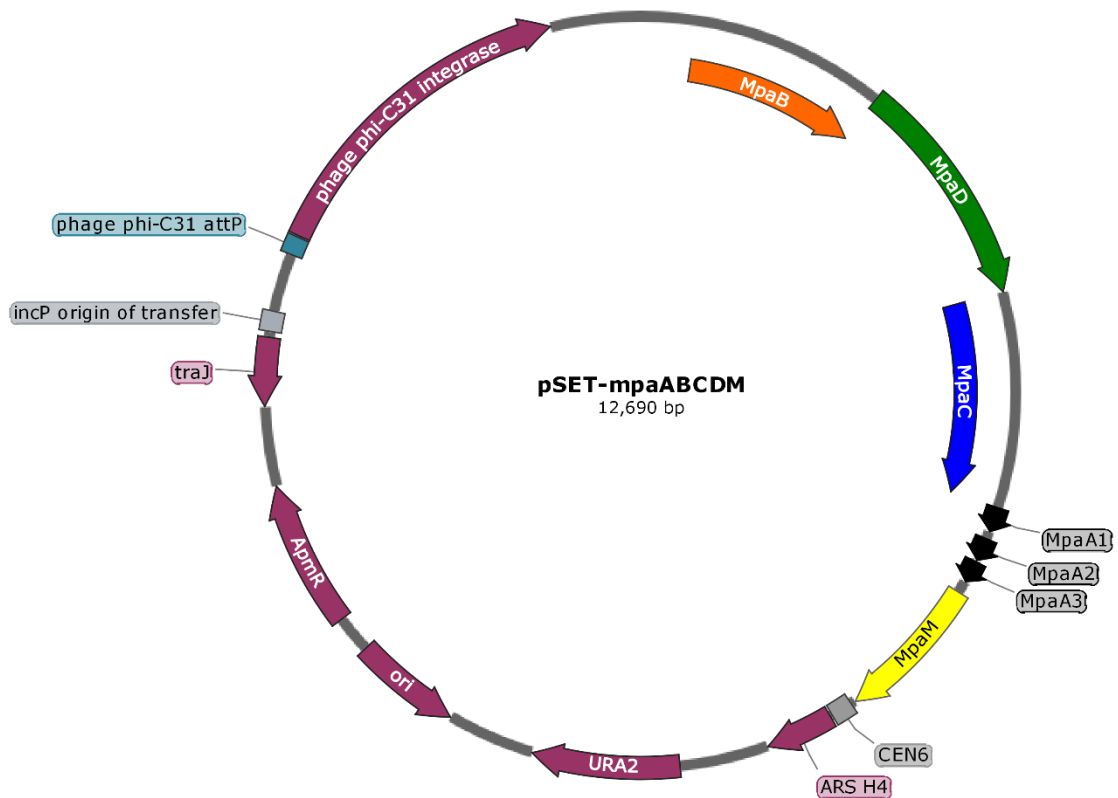 phage phi-C31 integrase
MpaB
MpaD
phage phi-C31 attP
incP origin of transfer
traJ
pSET-mpaABCDM
12,690 bp
MpaC
MpaA1
MpaA2
MpaA3
MpaM
ApmR
ori
URA2
CEN6
ARS H4